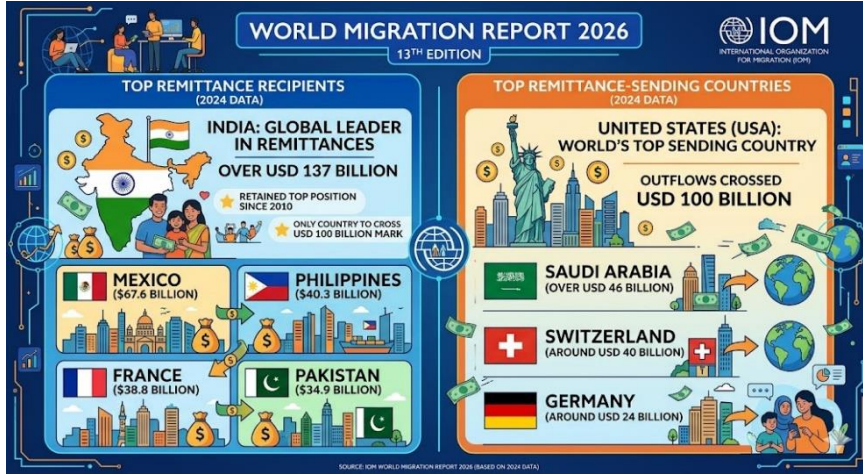 WORLD MIGRATION REPORT 2026
13TH EDITION
IOM
INTERNATIONAL ORGANIZATION
FOR MIGRATION (IOM)
TOP REMITTANCE RECIPIENTS
(2024 DATA)
INDIA: GLOBAL LEADER
IN REMITTANCES
OVER USD 137 BILLION
RETAINED TOP POSITION
SINCE 2010
ONLY COUNTRY TO CROSS
USD 100 BILLION MARK
MEXICO
($67.6 BILLION)
PHILIPPINES
($40.3 BILLION)
FRANCE
($38.8 BILLION)
PAKISTAN
($34.9 BILLION)
TOP REMITTANCE-SENDING COUNTRIES
(2024 DATA)
UNITED STATES (USA):
WORLD'S TOP SENDING COUNTRY
OUTFLOWS CROSSED
USD 100 BILLION
SAUDI ARABIA
(OVER USD 46 BILLION)
SWITZERLAND
(AROUND USD 40 BILLION)
GERMANY
(AROUND USD 24 BILLION)
SOURCE: IOM WORLD MIGRATION REPORT 2026 (BASED ON 2024 DATA)